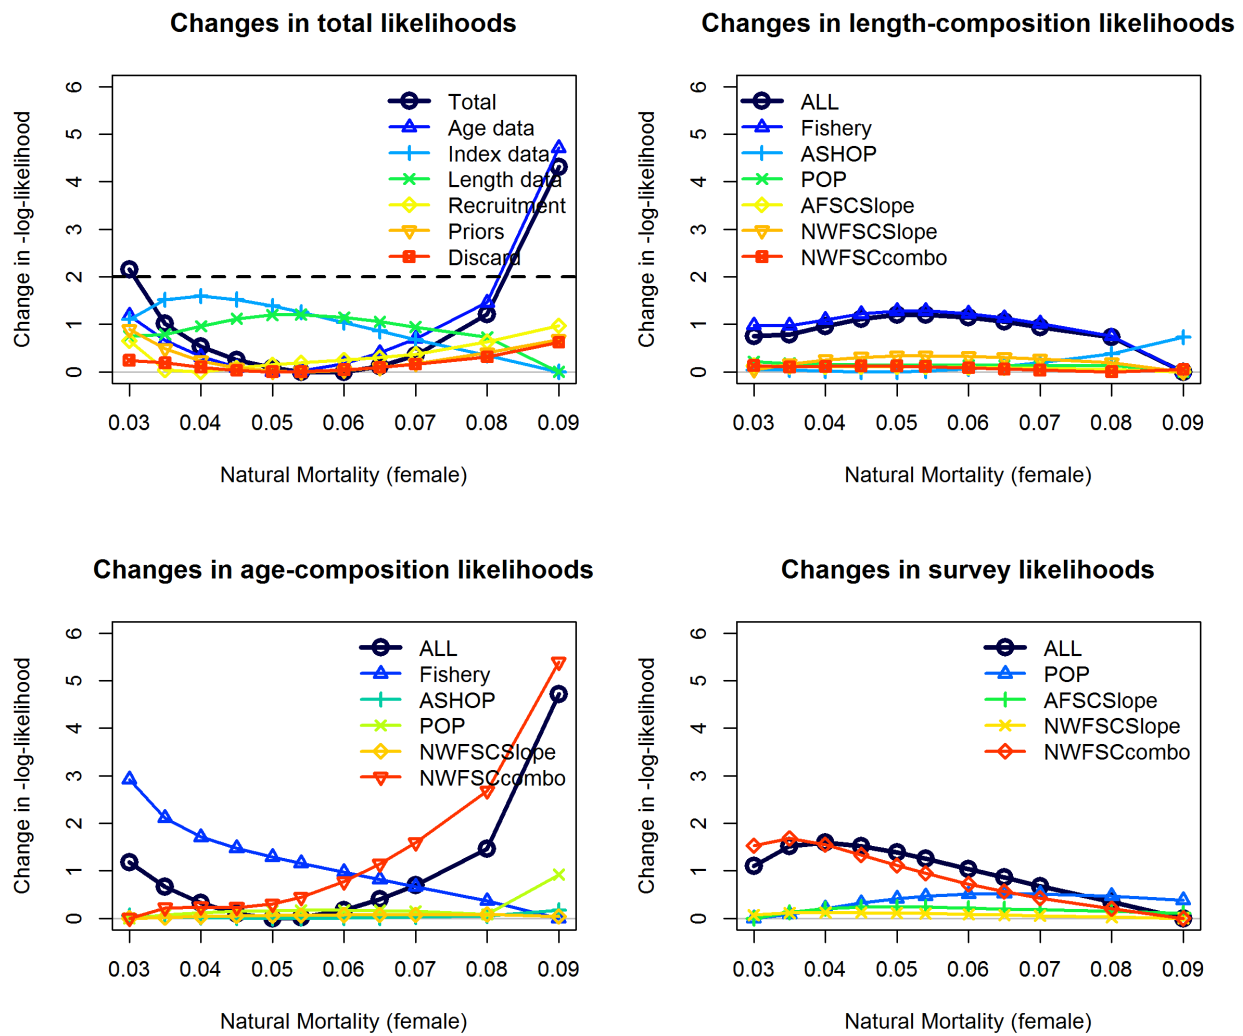 Changes in total likelihoods
Change in -log-likelihood
6
5
4
3
2
1
0
Total
Age data
Index data
Length data
Recruitment
Priors
Discard
0.03 0.04 0.05 0.06 0.07 0.08 0.09
Natural Mortality (female)
Changes in length-composition likelihoods
Change in -log-likelihood
6
5
4
3
2
1
0
ALL
Fishery
ASHOP
POP
AFSCSlope
NWFSCSlope
NWFSCcombo
0.03 0.04 0.05 0.06 0.07 0.08 0.09
Natural Mortality (female)
Changes in age-composition likelihoods
Change in -log-likelihood
6
5
4
3
2
1
0
ALL
Fishery
ASHOP
POP
NWFSCSlope
NWFSCcombo
0.03 0.04 0.05 0.06 0.07 0.08 0.09
Natural Mortality (female)
Changes in survey likelihoods
Change in -log-likelihood
6
5
4
3
2
1
0
ALL
POP
AFSCSlope
NWFSCSlope
NWFSCcombo
0.03 0.04 0.05 0.06 0.07 0.08 0.09
Natural Mortality (female)